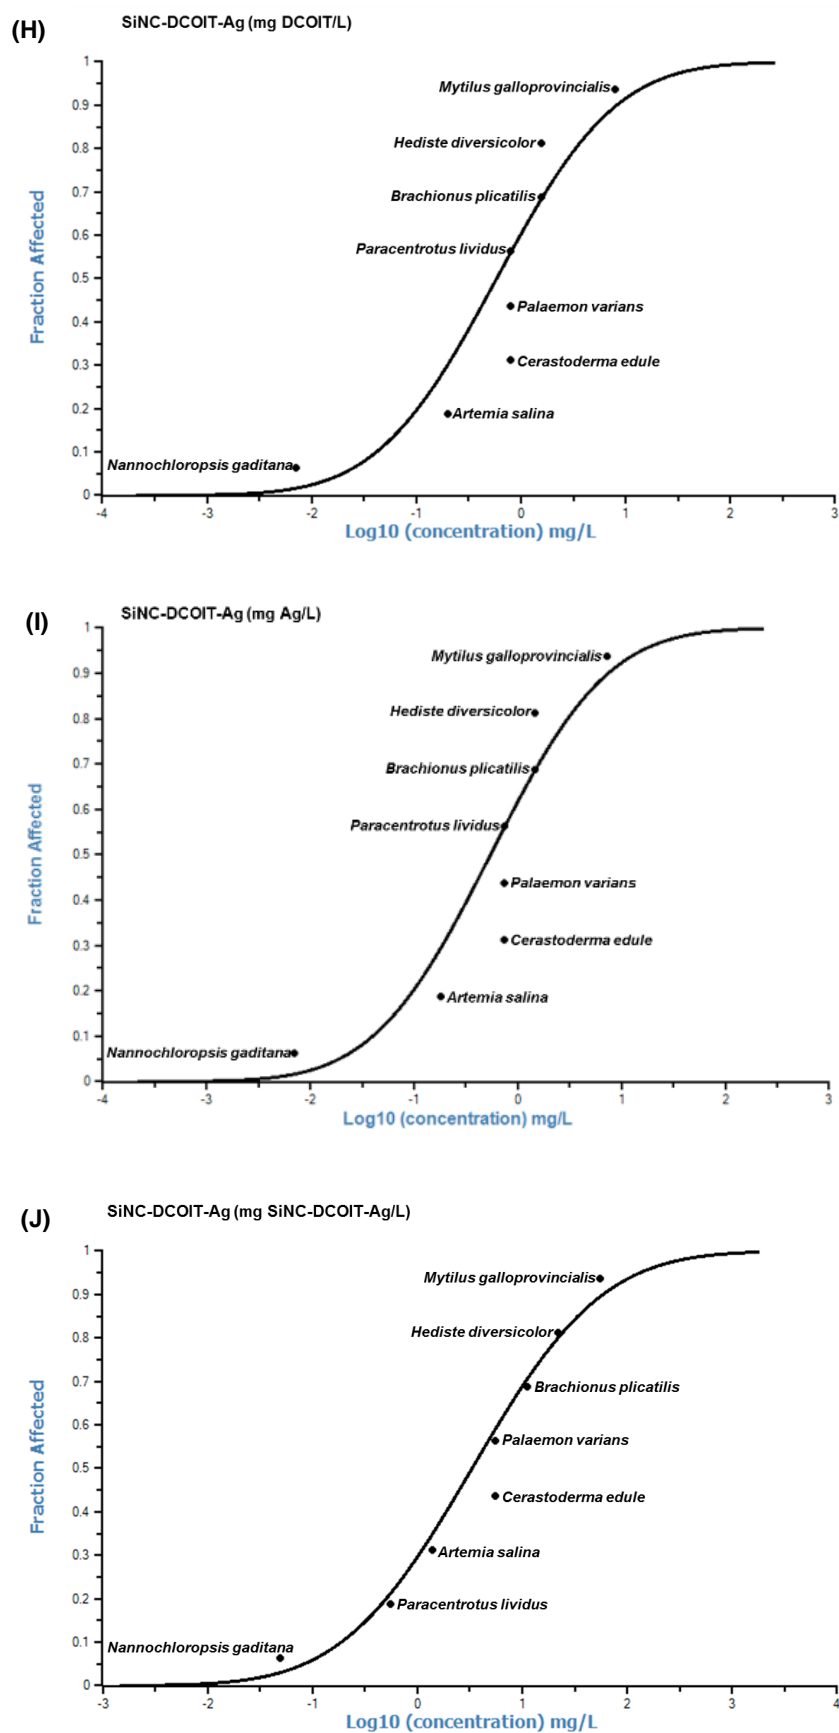 (H)
SiNC-DCOIT-Ag (mg DCOIT/L)
1
0.9
0.8
0.7
0.6
0.5
0.4
0.3
0.2
0.1
0
Fraction Affected
Mytilus galloprovincialis
Hediste diversicolor
Brachionus plicatilis
Paracentrotus lividus
Palaemon varians
Cerastoderma edule
Artemia salina
Nannochloropsis gaditana
-4 -3 -2 -1 0 1 2 3
Log10 (concentration) mg/L
(I)
SiNC-DCOIT-Ag (mg Ag/L)
1
0.9
0.8
0.7
0.6
0.5
0.4
0.3
0.2
0.1
0
Fraction Affected
Mytilus galloprovincialis
Hediste diversicolor
Brachionus plicatilis
Paracentrotus lividus
Palaemon varians
Cerastoderma edule
Artemia salina
Nannochloropsis gaditana
-4 -3 -2 -1 0 1 2 3
Log10 (concentration) mg/L
(J)
SiNC-DCOIT-Ag (mg SiNC-DCOIT-Ag/L)
1
0.9
0.8
0.7
0.6
0.5
0.4
0.3
0.2
0.1
0
Fraction Affected
Mytilus galloprovincialis
Hediste diversicolor
Brachionus plicatilis
Palaemon varians
Cerastoderma edule
Artemia salina
Paracentrotus lividus
Nannochloropsis gaditana
-3 -2 -1 0 1 2 3 4
Log10 (concentration) mg/L